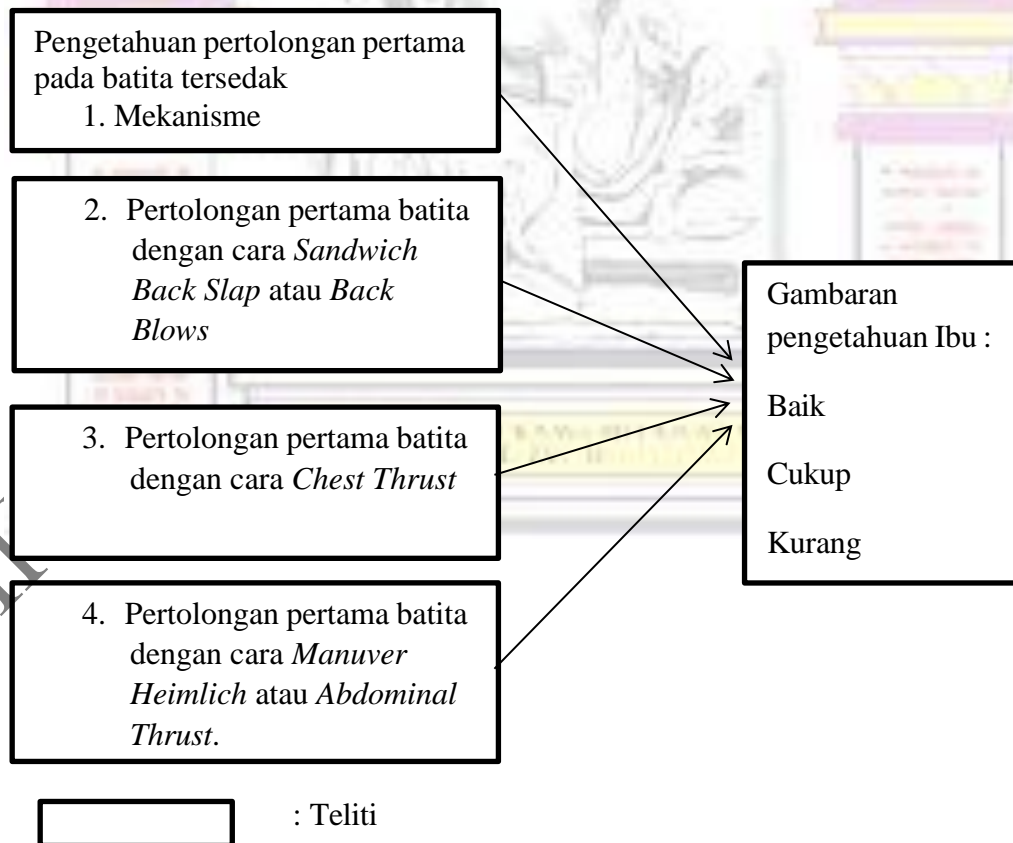 Pengetahuan pertolongan pertama
pada batita tersedak
1. Mekanisme
2. Pertolongan pertama batita
dengan cara Sandwich
Back Slap atau Back
Blows
3. Pertolongan pertama batita
dengan cara Chest Thrust
4. Pertolongan pertama batita
dengan cara Manuver
Heimlich atau Abdominal
Thrust.
Gambaran
pengetahuan Ibu :
Baik
Cukup
Kurang
: Teliti